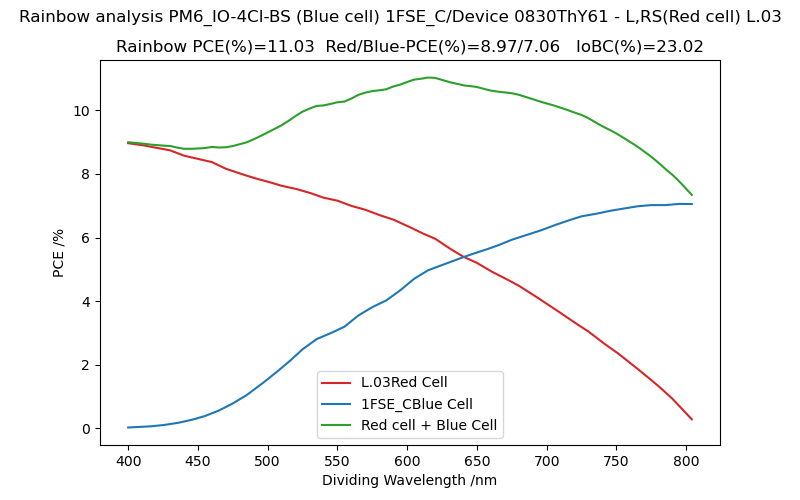 Rainbow analysis PM6_IO-4Cl-BS (Blue cell) 1FSE_C/Device 0830ThY61 - L,RS(Red cell) L.03
Rainbow PCE(%)=11.03  Red/Blue-PCE(%)=8.97/7.06   IoBC(%)=23.02
PCE /%
10
8
6
4
2
0
L.03Red Cell
1FSE_CBlue Cell
Red cell + Blue Cell
400 450 500 550 600 650 700 750 800
Dividing Wavelength /nm